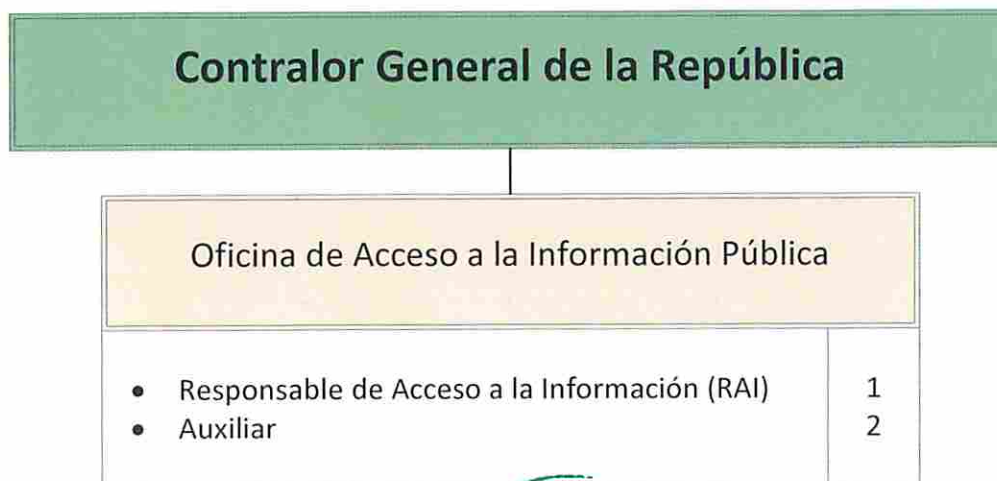 Contralor General de la República
Oficina de Acceso a la Información Pública
• Responsable de Acceso a la Información (RAI) 1
• Auxiliar 2